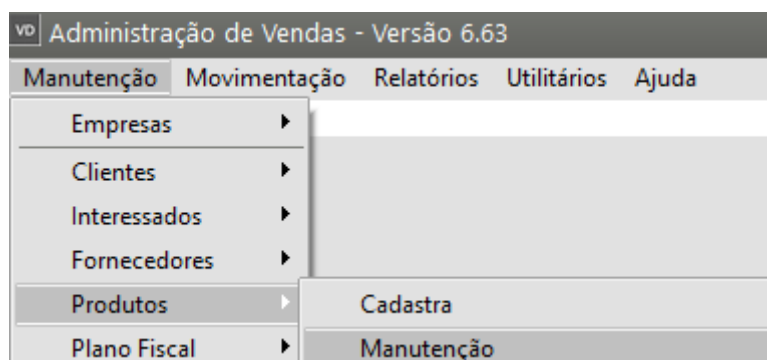 VD Administração de Vendas - Versão 6.63
Manutenção Movimentação Relatórios Utilitários Ajuda
Empresas
Clientes
Interessados
Fornecedores
Produtos Cadastra
Plano Fiscal Manutenção